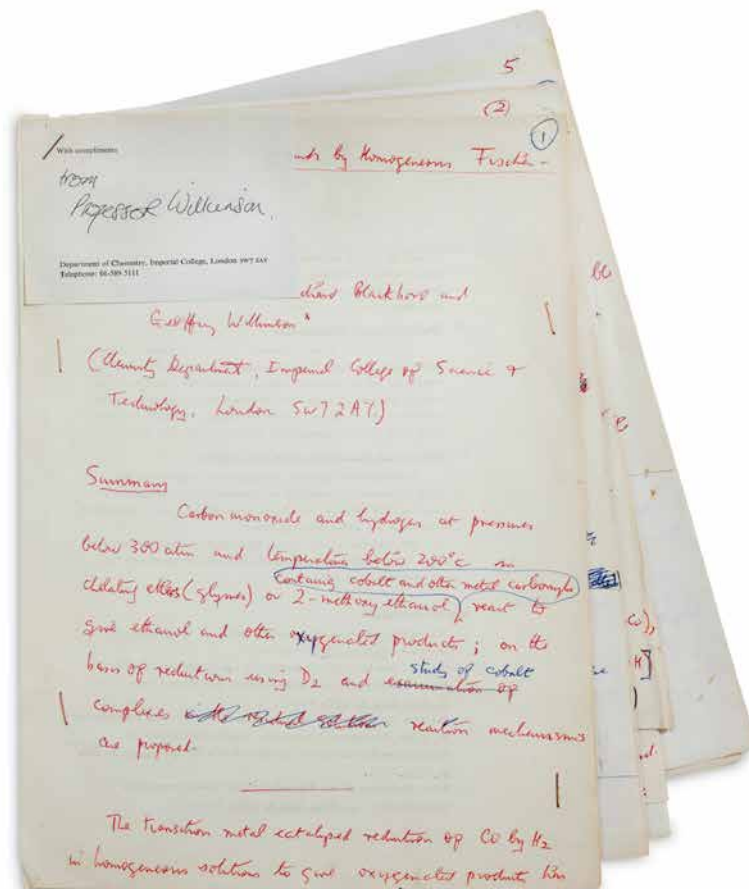 5
(2)
1
With compliments
from
Professor Wilkinson.
Department of Chemistry, Imperial College, London SW7 2AY
Telephone: 01-589 5111
by Homogeneous Fischer-
and
Geoffrey Wilkinson*
(Chemistry Department, Imperial College of Science &
Technology, London SW7 2AY.)
Summary
Carbon monoxide and hydrogen at pressures
below 300 atm and temperatures below 200°C in
containing cobalt and other metal carbonyls
chelating ethers (glymes) or 2-methoxy ethanol, react to
give ethanol and other oxygenated products; on the
study of cobalt
basis of reductions using D2 and examination of
complexes reaction mechanisms
are proposed.
The transition metal catalysed reduction of CO by H2
in homogeneous solutions to give oxygenated products has